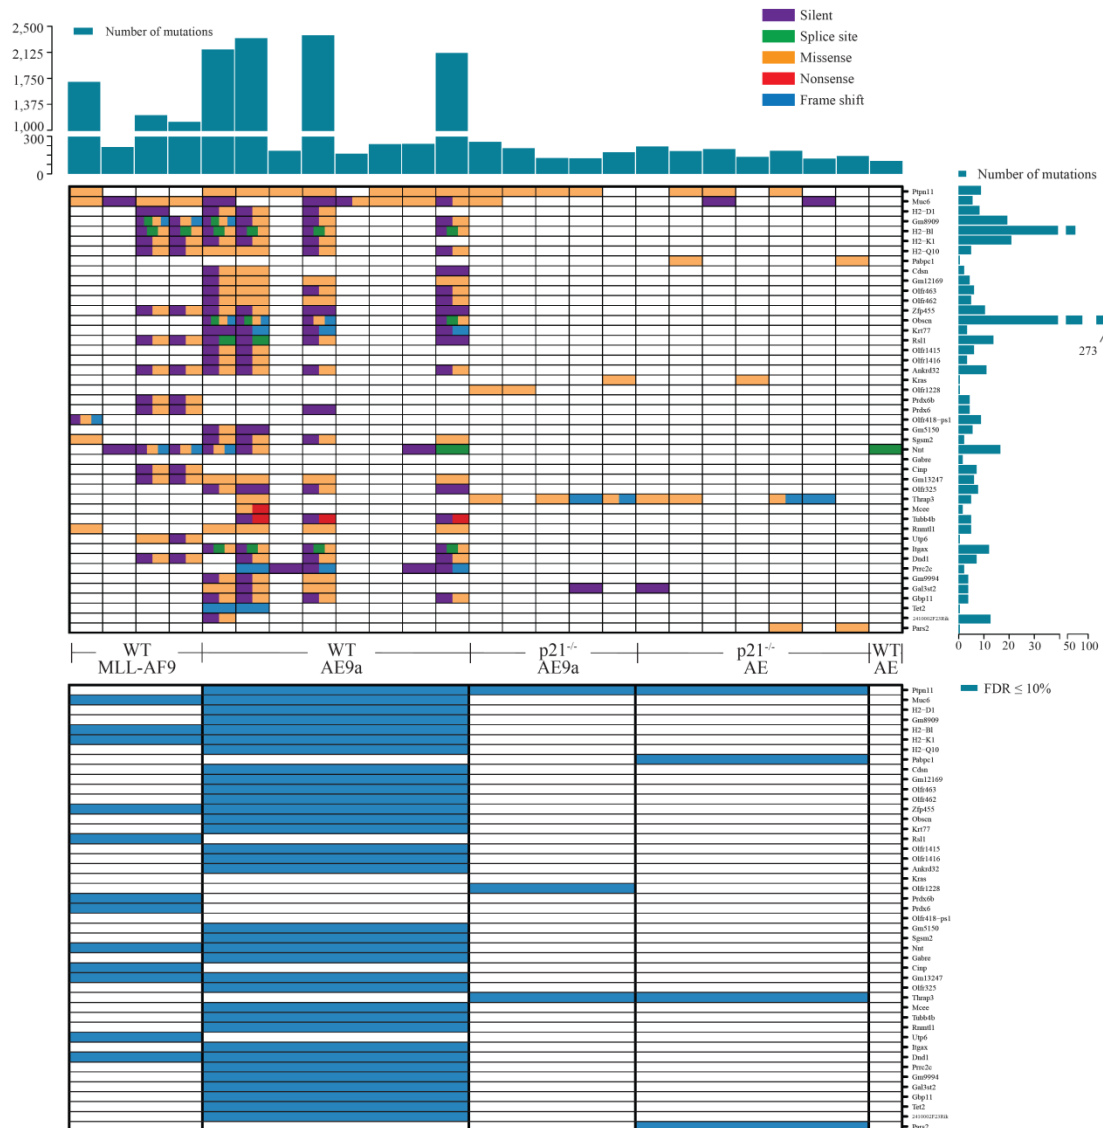 2,500
2,125
1,750
1,375
1,000
300
0
Number of mutations
Silent
Splice site
Missense
Nonsense
Frame shift
Number of mutations
Ptpn11
Muc6
H2-D1
Gm8909
H2-Bl
H2-K1
H2-Q10
Pabpc1
Cdsn
Gm12169
Olfr463
Olfr462
Zfp455
Obscn
Krt77
Rsl1
Olfr1415
Olfr1416
Ankrd32
Kras
Olfr1228
Prdx6b
Prdx6
Olfr418-ps1
Gm5150
Sgsm2
Nnt
Gabre
Cinp
Gm13247
Olfr325
Thrap3
Mcee
Tubb4b
Rnmtl1
Utp6
Itgax
Dnd1
Prrc2c
Gm9994
Gal3st2
Gbp11
Tet2
2410002F23Rik
Pars2
273
0 10 20 30 50 100
WT p21-/- p21-/- WT
MLL-AF9 AE9a AE9a AE AE
WT
FDR ≤ 10%
Ptpn11
Muc6
H2-D1
Gm8909
H2-Bl
H2-K1
H2-Q10
Pabpc1
Cdsn
Gm12169
Olfr463
Olfr462
Zfp455
Obscn
Krt77
Rsl1
Olfr1415
Olfr1416
Ankrd32
Kras
Olfr1228
Prdx6b
Prdx6
Olfr418-ps1
Gm5150
Sgsm2
Nnt
Gabre
Cinp
Gm13247
Olfr325
Thrap3
Mcee
Tubb4b
Rnmtl1
Utp6
Itgax
Dnd1
Prrc2c
Gm9994
Gal3st2
Gbp11
Tet2
2410002F23Rik
Pars2